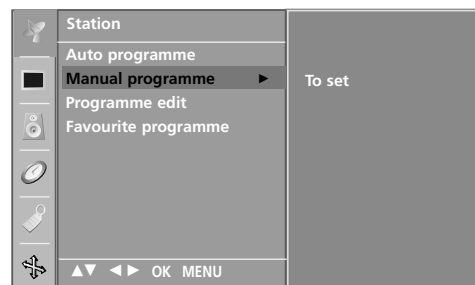 Station
Auto programme
Manual programme ►
To set
Programme edit
Favourite programme
▲▼ ◄► OK MENU